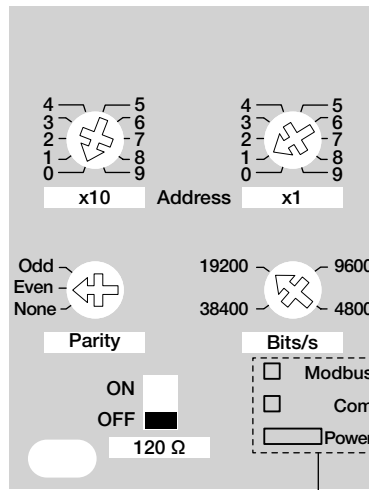 4 5 4 5
3 6 3 6
2 7 2 7
1 8 1 8
0 9 0 9
x10 Address x1
Odd
Even
None
19200 9600
38400 4800
Parity Bits/s
ON
OFF
120 Ω
Modbus
Com
Power